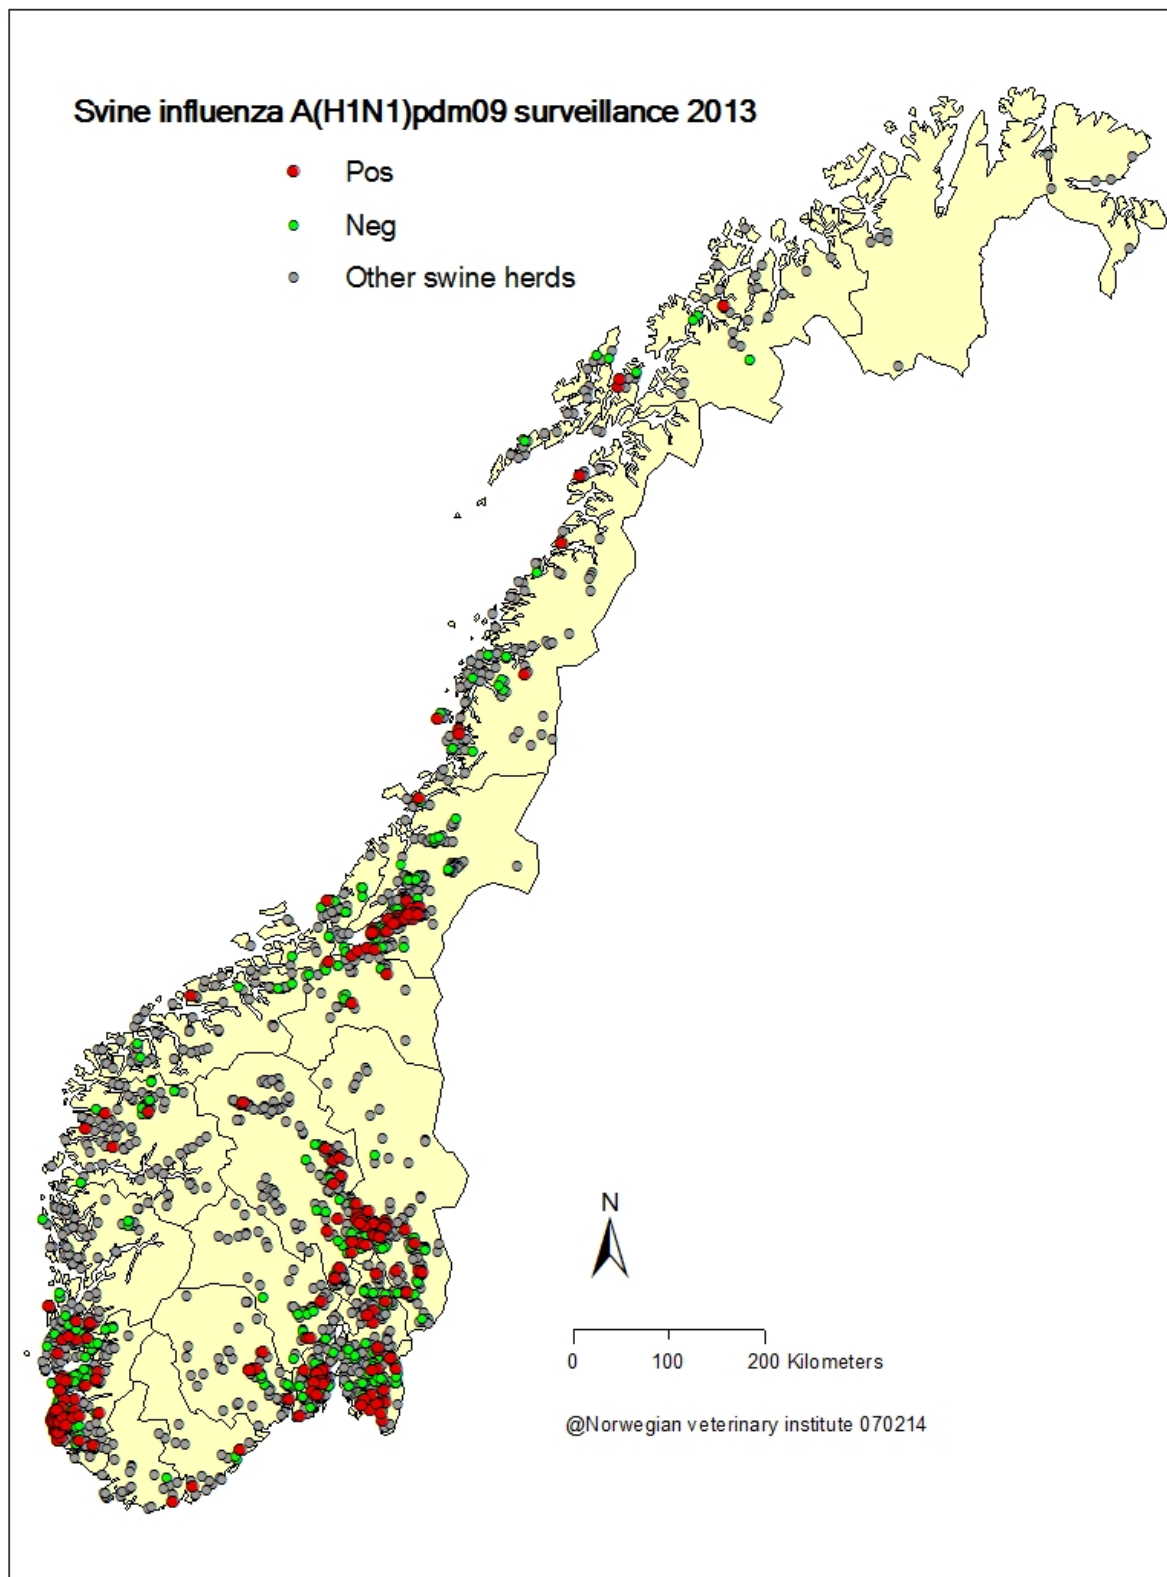 Svine influenza A(H1N1)pdm09 surveillance 2013
Pos
Neg
Other swine herds
N
0 100 200 Kilometers
@Norwegian veterinary institute 070214